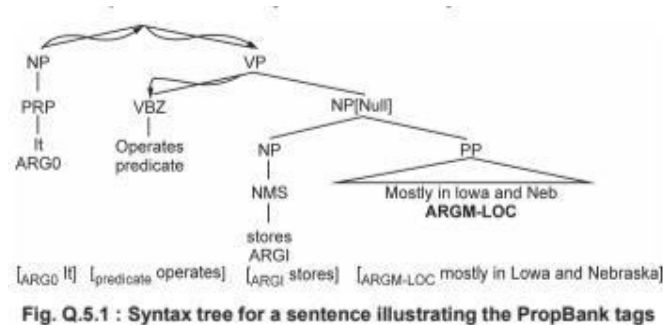 NP VP
PRP VBZ NP[Null]
It Operates NP PP
ARG0 predicate
NMS Mostly in Iowa and Neb
ARGM-LOC
stores
ARGI
[ARG0 It] [predicate operates] [ARGI stores] [ARGM-LOC mostly in Lowa and Nebraska]
Fig. Q.5.1 : Syntax tree for a sentence illustrating the PropBank tags